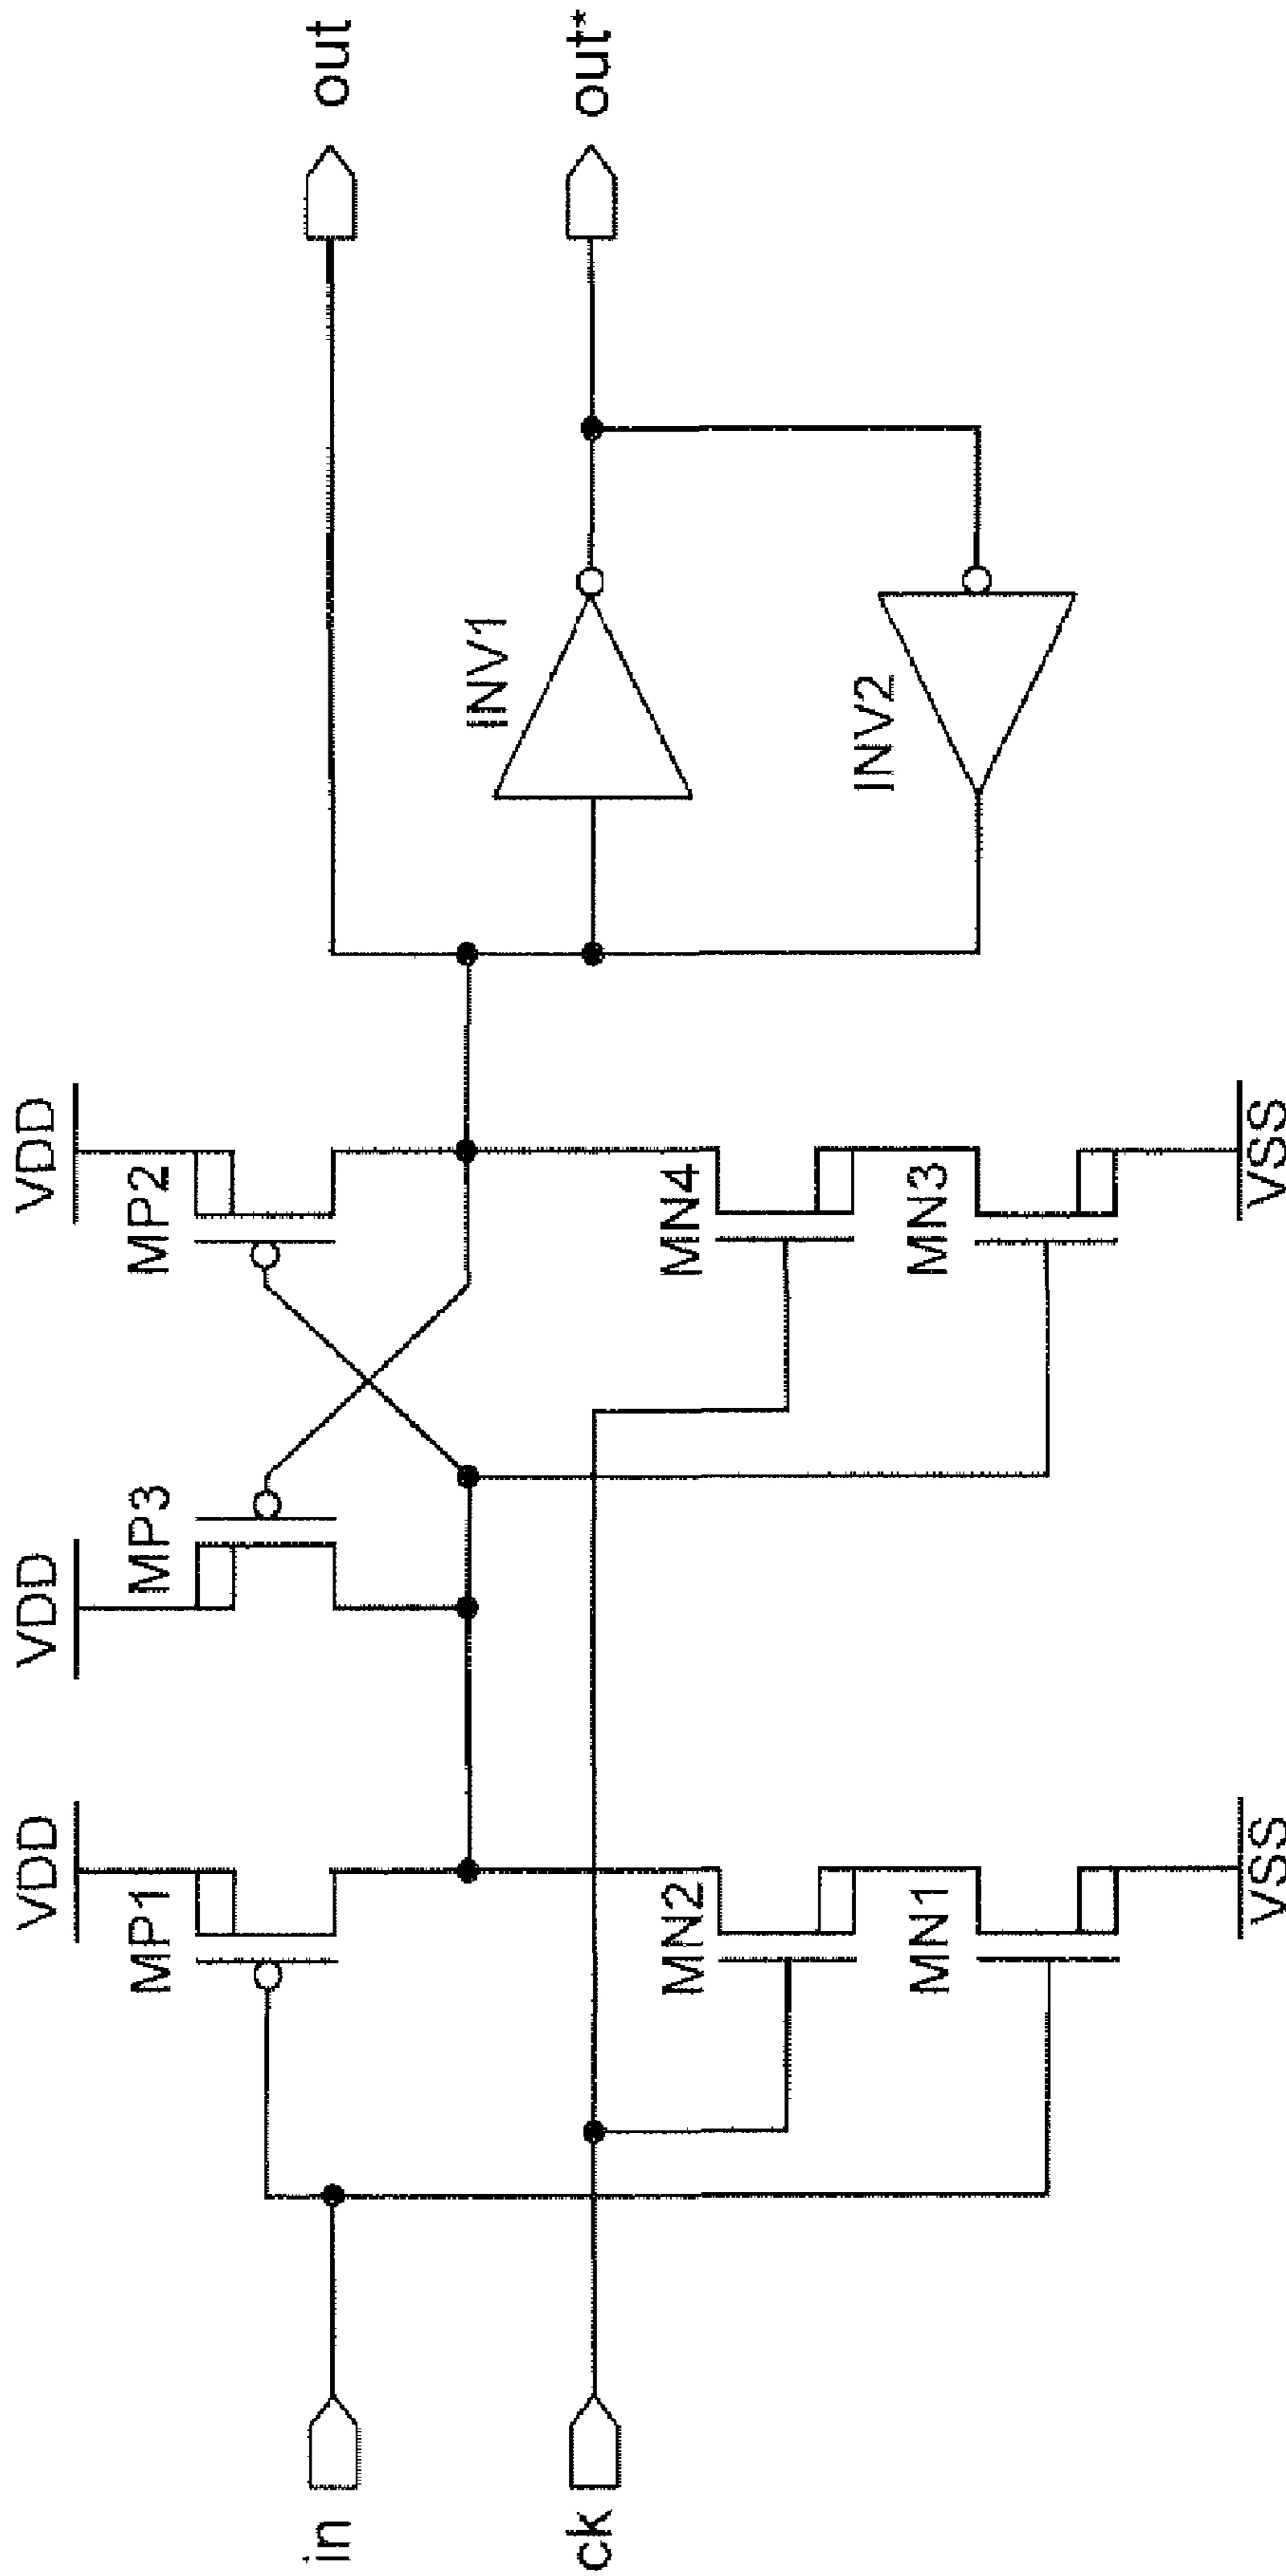 VDD
VDD
VDD
MP1
MP3
MP2
out
in
INV1
out*
ck
MN2
MN4
INV2
MN1
MN3
VSS
VSS